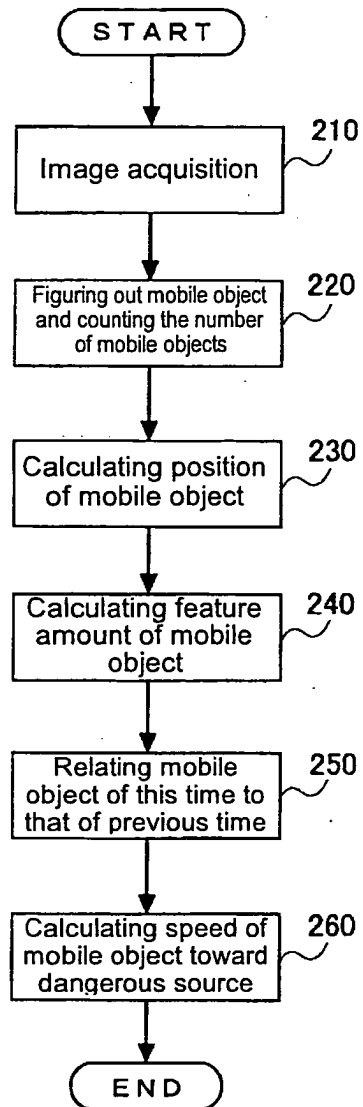 START
210
Image acquisition
220
Figuring out mobile object
and counting the number
of mobile objects
230
Calculating position
of mobile object
240
Calculating feature
amount of mobile
object
250
Relating mobile
object of this time to
that of previous time
260
Calculating speed of
mobile object toward
dangerous source
END